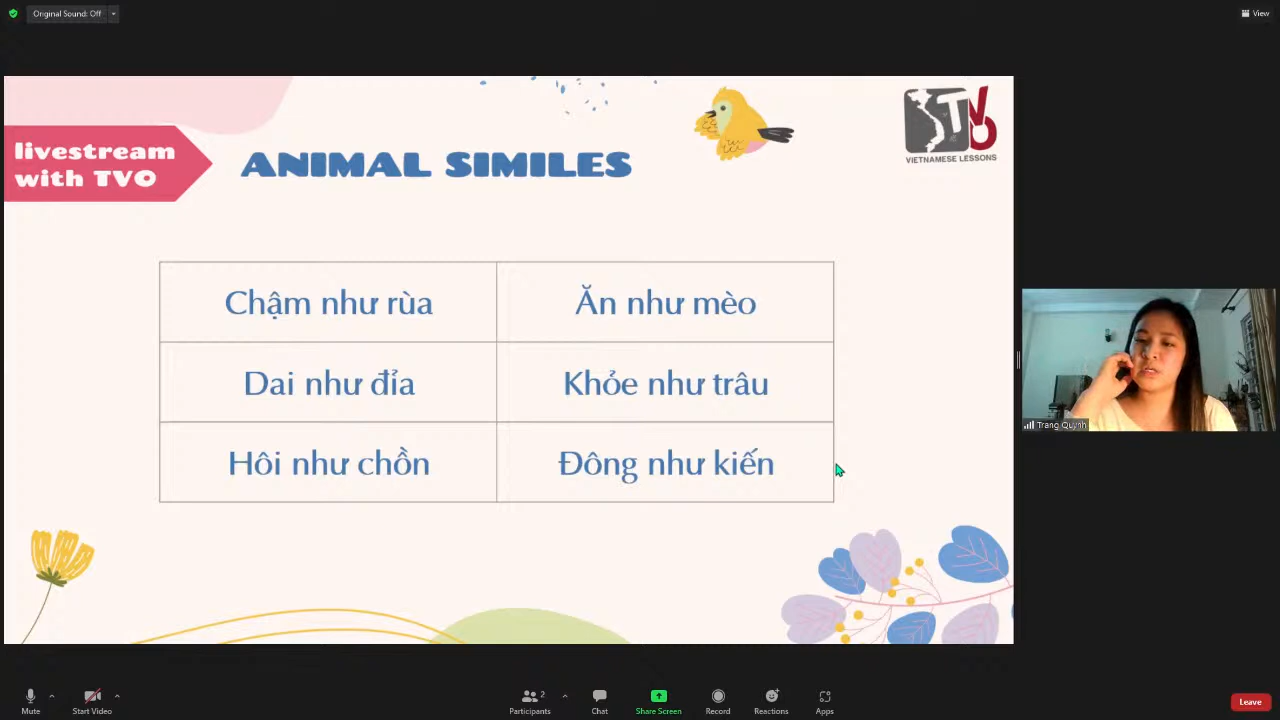 Original Sound: Off
View
livestream
with TVO
ANIMAL SIMILES
TVO
VIETNAMESE LESSONS
Chậm như rùa
Ăn như mèo
Dai như đỉa
Khỏe như trâu
Hôi như chồn
Đông như kiến
Trang Quynh
Mute
Start Video
Participants
2
Chat
Share Screen
Record
Reactions
Apps
Leave